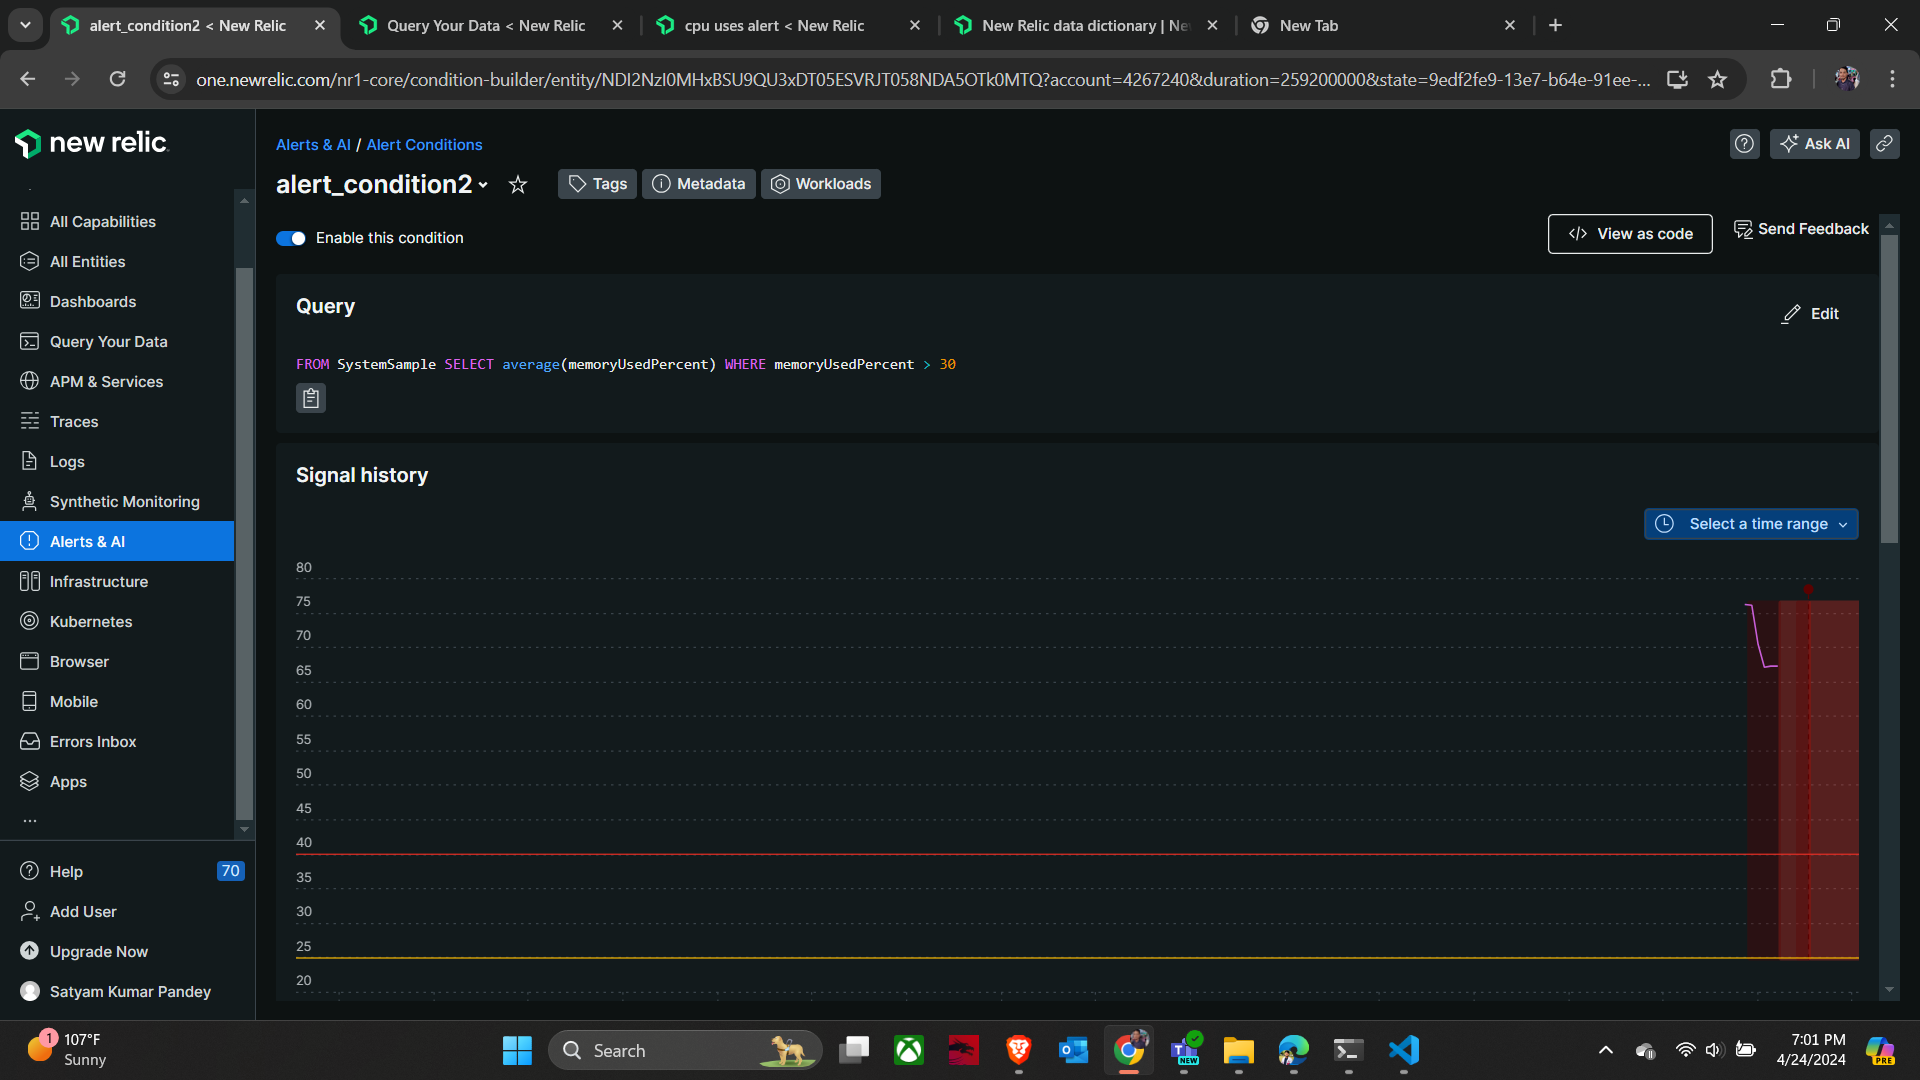 alert_condition2 < New Relic
Query Your Data < New Relic
cpu uses alert < New Relic
New Relic data dictionary | Ne
New Tab
one.newrelic.com/nr1-core/condition-builder/entity/NDI2NzI0MHxBSU9QU3xDT05ESVRJT058NDA5OTk0MTQ?account=4267240&duration=259200000&state=9edf2fe9-13e7-b64e-91ee-...
new relic
All Capabilities
All Entities
Dashboards
Query Your Data
APM & Services
Traces
Logs
Synthetic Monitoring
Alerts & AI
Infrastructure
Kubernetes
Browser
Mobile
Errors Inbox
Apps
...
Help 70
Add User
Upgrade Now
Satyam Kumar Pandey
Alerts & AI / Alert Conditions
Ask AI
alert_condition2
Tags
Metadata
Workloads
Enable this condition
View as code
Send Feedback
Query
Edit
FROM SystemSample SELECT average(memoryUsedPercent) WHERE memoryUsedPercent > 30
Signal history
Select a time range
80
75
70
65
60
55
50
45
40
35
30
25
20
1
107°F
Sunny
Search
NEW
7:01 PM
4/24/2024
PRE